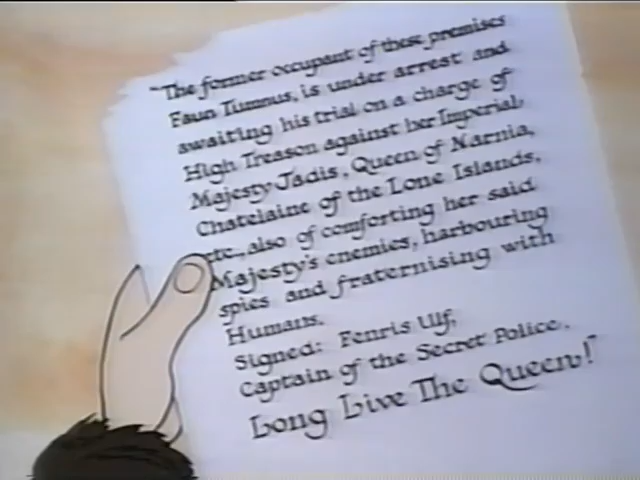 "The former occupant of these premises
Faun Tumnus, is under arrest and
awaiting his trial on a charge of
High Treason against her Imperial
Majesty Jadis, Queen of Narnia,
Chatelaine of the Lone Islands,
etc., also of comforting her said
Majesty's enemies, harbouring
spies and fraternising with
Humans.
Signed: Fenris Ulf,
Captain of the Secret Police.
Long Live The Queen!"